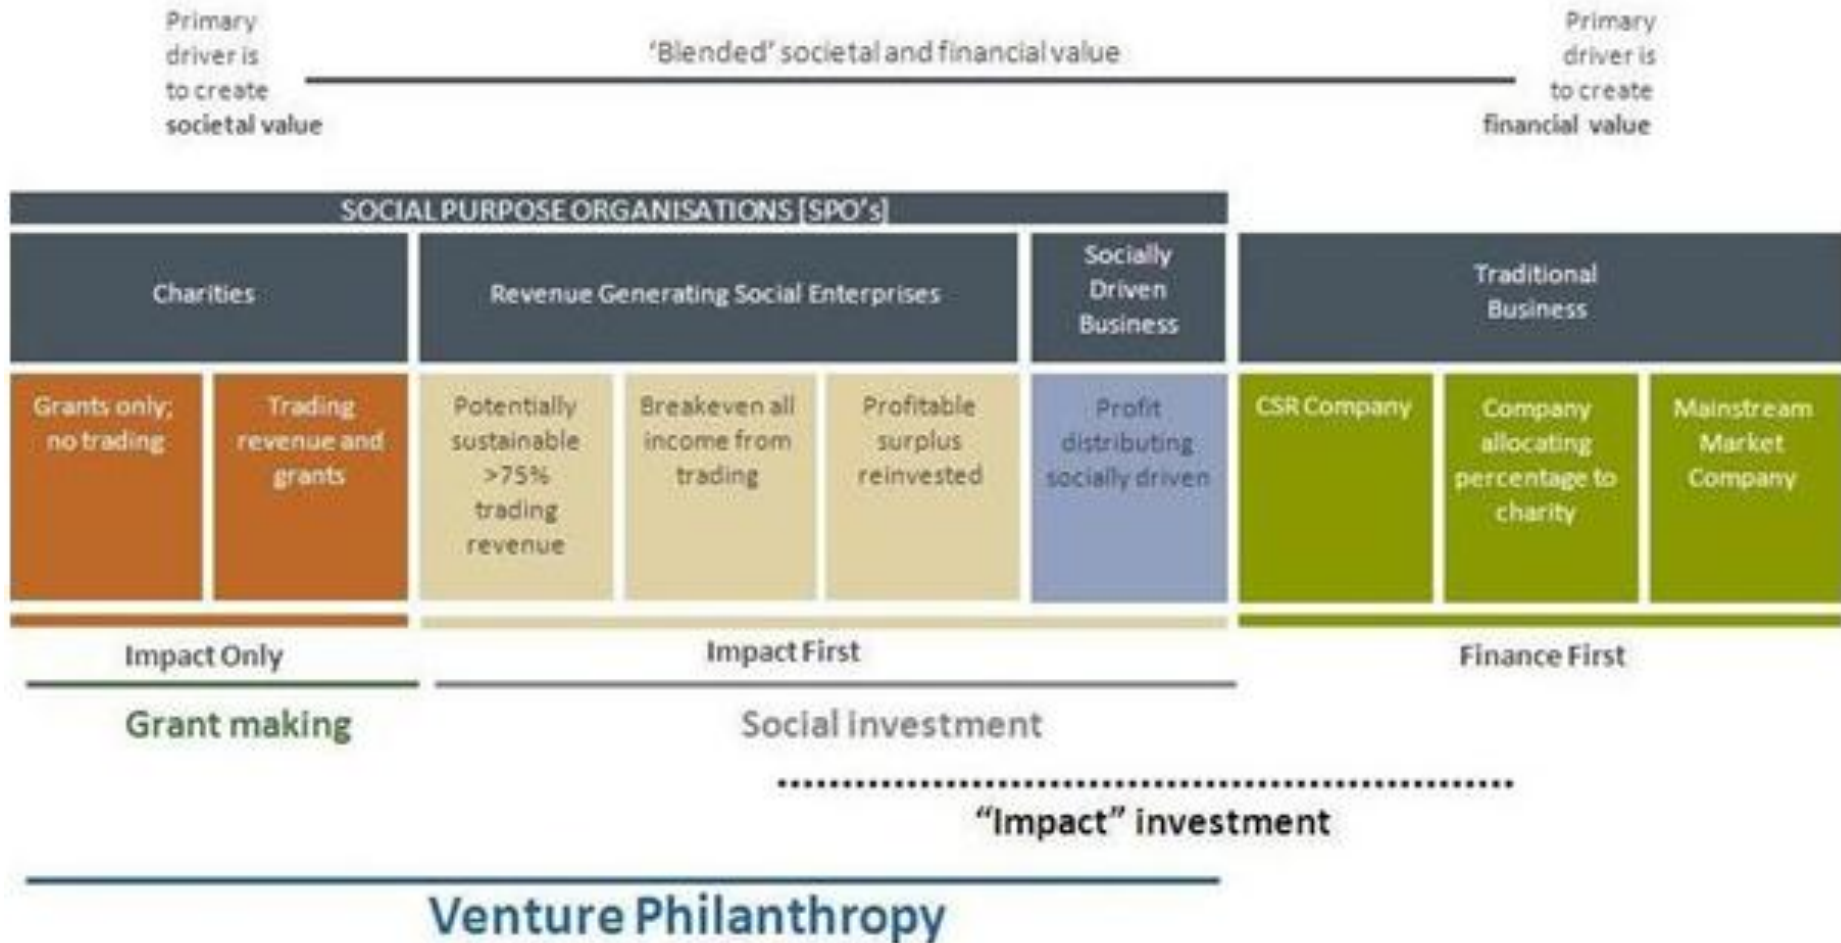 Primary
driver is
to create
societal value
'Blended' societal and financial value
Primary
driver is
to create
financial value
SOCIAL PURPOSE ORGANISATIONS [SPO's]
Charities
Revenue Generating Social Enterprises
Socially
Driven
Business
Traditional
Business
Grants only;
no trading
Trading
revenue and
grants
Potentially
sustainable
>75%
trading
revenue
Breakeven all
income from
trading
Profitable
surplus
reinvested
Profit
distributing
socially driven
CSR Company
Company
allocating
percentage to
charity
Mainstream
Market
Company
Impact Only
Impact First
Finance First
Grant making
Social investment
"Impact" investment
Venture Philanthropy